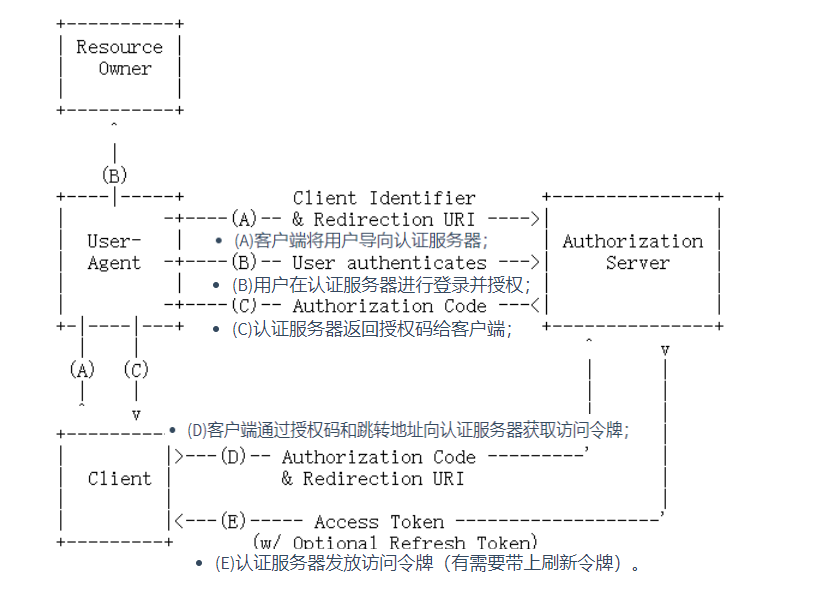 Resource
Owner
(B)
Client Identifier
(A)-- & Redirection URI
User-
Agent
Authorization
Server
• (A)客户端将用户导向认证服务器；
(B)-- User authenticates
• (B)用户在认证服务器进行登录并授权；
(C)-- Authorization Code
• (C)认证服务器返回授权码给客户端；
(A) (C)
• (D)客户端通过授权码和跳转地址向认证服务器获取访问令牌；
Client
(D)-- Authorization Code
& Redirection URI
(E)----- Access Token
(w/ Optional Refresh Token)
• (E)认证服务器发放访问令牌（有需要带上刷新令牌）。